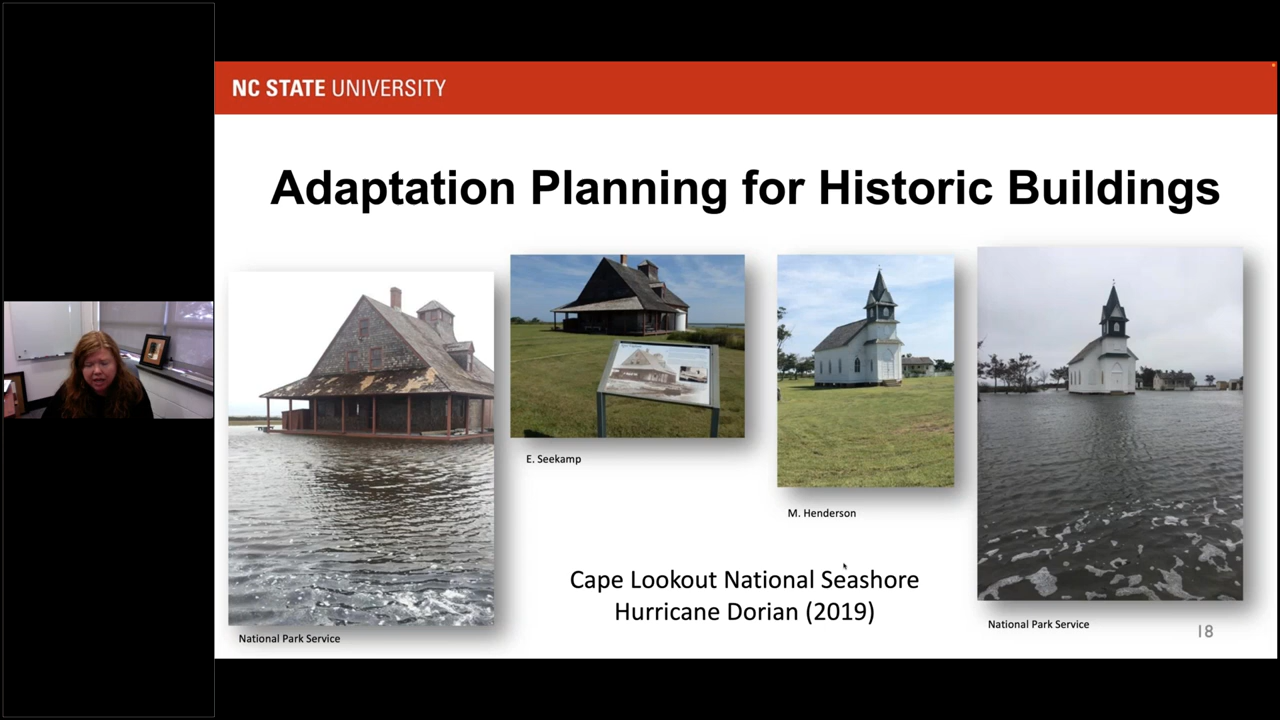 NC STATE UNIVERSITY
Adaptation Planning for Historic Buildings
E. Seekamp
M. Henderson
Cape Lookout National Seashore
Hurricane Dorian (2019)
National Park Service
National Park Service
18